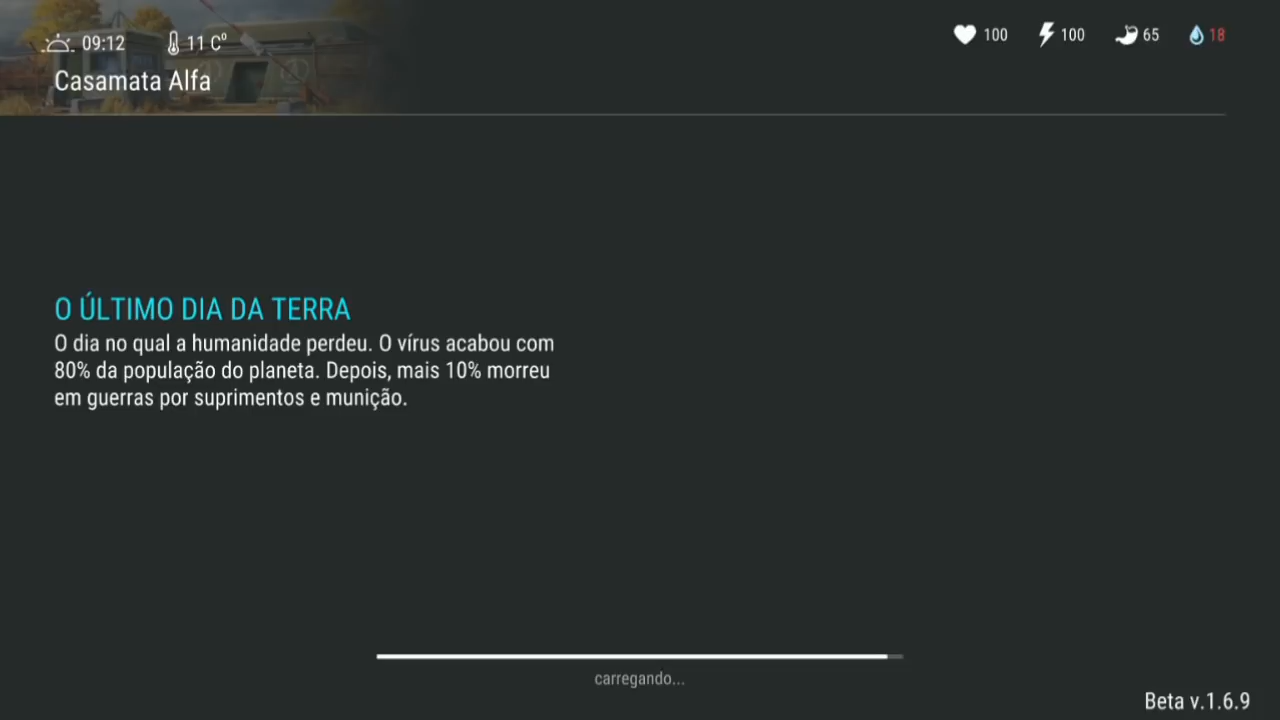 09:12 11 Cº
Casamata Alfa
100 100 65 18
O ÚLTIMO DIA DA TERRA
O dia no qual a humanidade perdeu. O vírus acabou com
80% da população do planeta. Depois, mais 10% morreu
em guerras por suprimentos e munição.
carregando...
Beta v.1.6.9